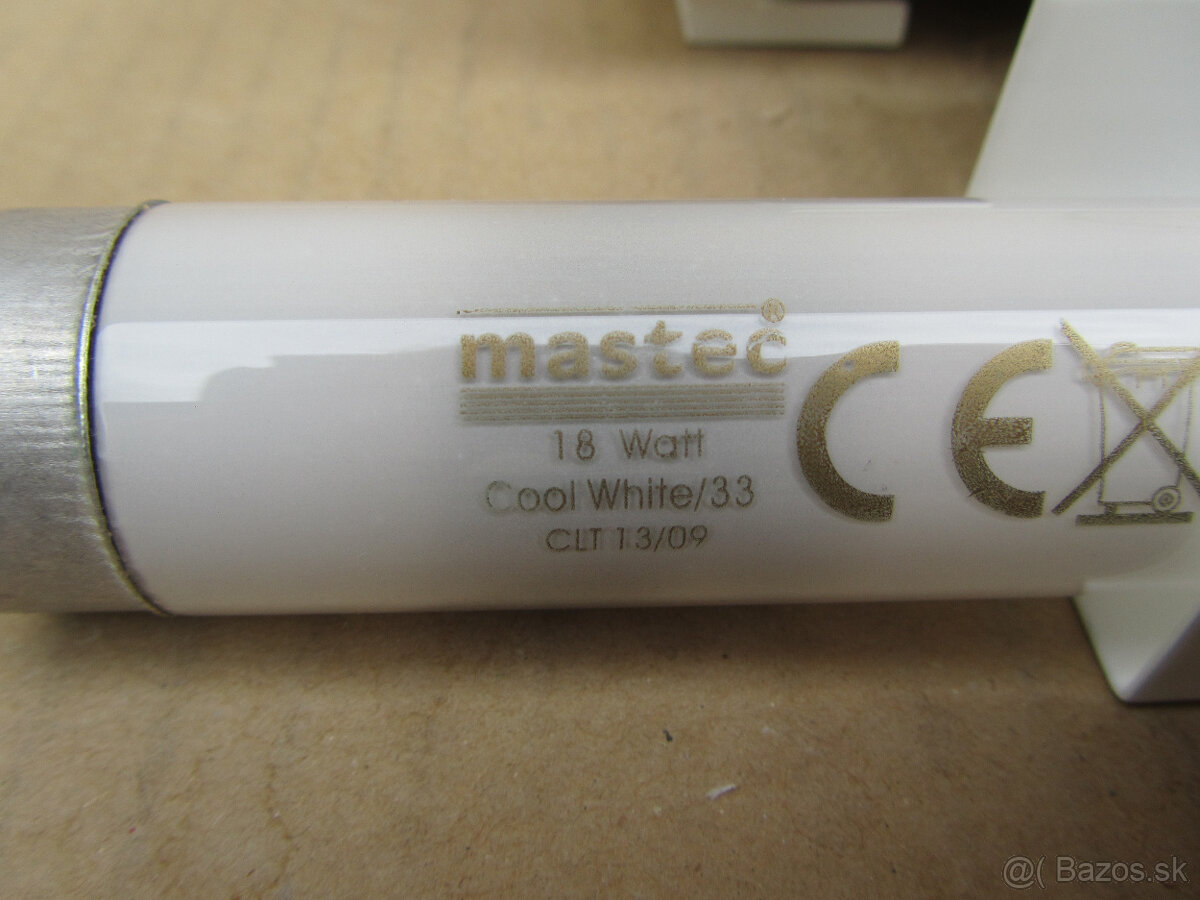 mastec®
18 Watt
Cool White/33
CLT 13/09
CE
@( Bazos.sk